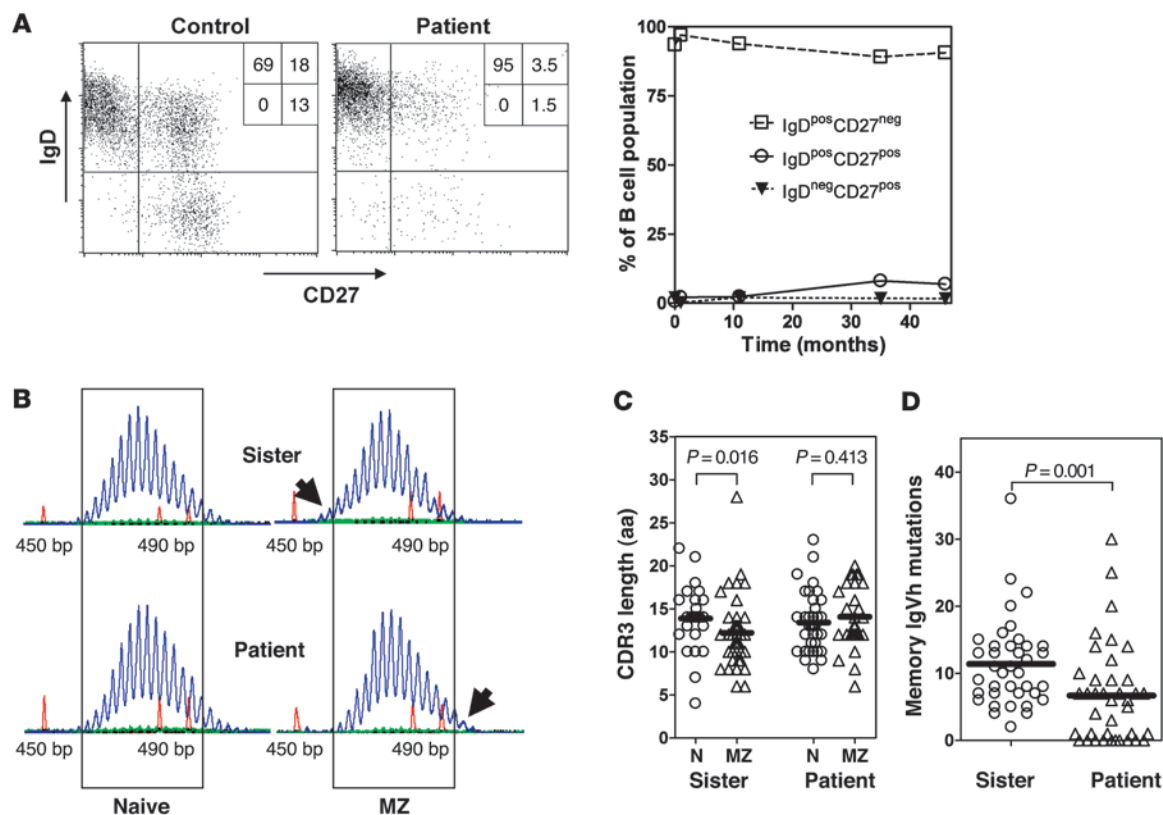 A
Control
Patient
69 18
0 13
95 3.5
0 1.5
IgD
CD27
100
75
50
25
0
% of B cell population
IgDposCD27neg
IgDposCD27pos
IgDnegCD27pos
0 10 20 30 40
Time (months)
B
Sister
450 bp 490 bp 450 bp 490 bp
Patient
450 bp 490 bp 450 bp 490 bp
Naive MZ
C
35
30
25
20
15
10
5
0
CDR3 length (aa)
P = 0.016 P = 0.413
N MZ N MZ
Sister Patient
D
40
30
20
10
0
Memory IgVh mutations
P = 0.001
Sister Patient